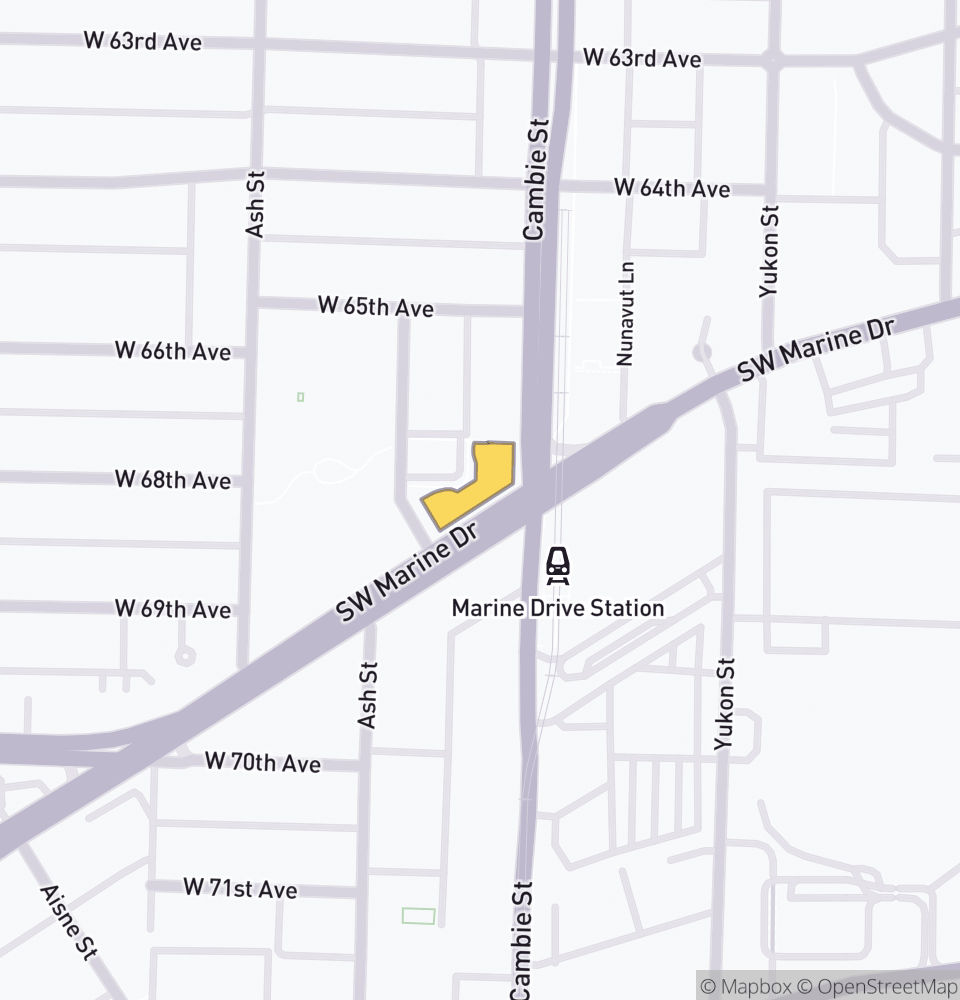 W 63rd Ave
W 63rd Ave
Cambie St
Ash St
W 64th Ave
Yukon St
Nunavut Ln
W 65th Ave
SW Marine Dr
W 66th Ave
W 68th Ave
SW Marine Dr
W 69th Ave
Marine Drive Station
Ash St
Yukon St
W 70th Ave
W 71st Ave
Aisne St
Cambie St
© Mapbox © OpenStreetMap